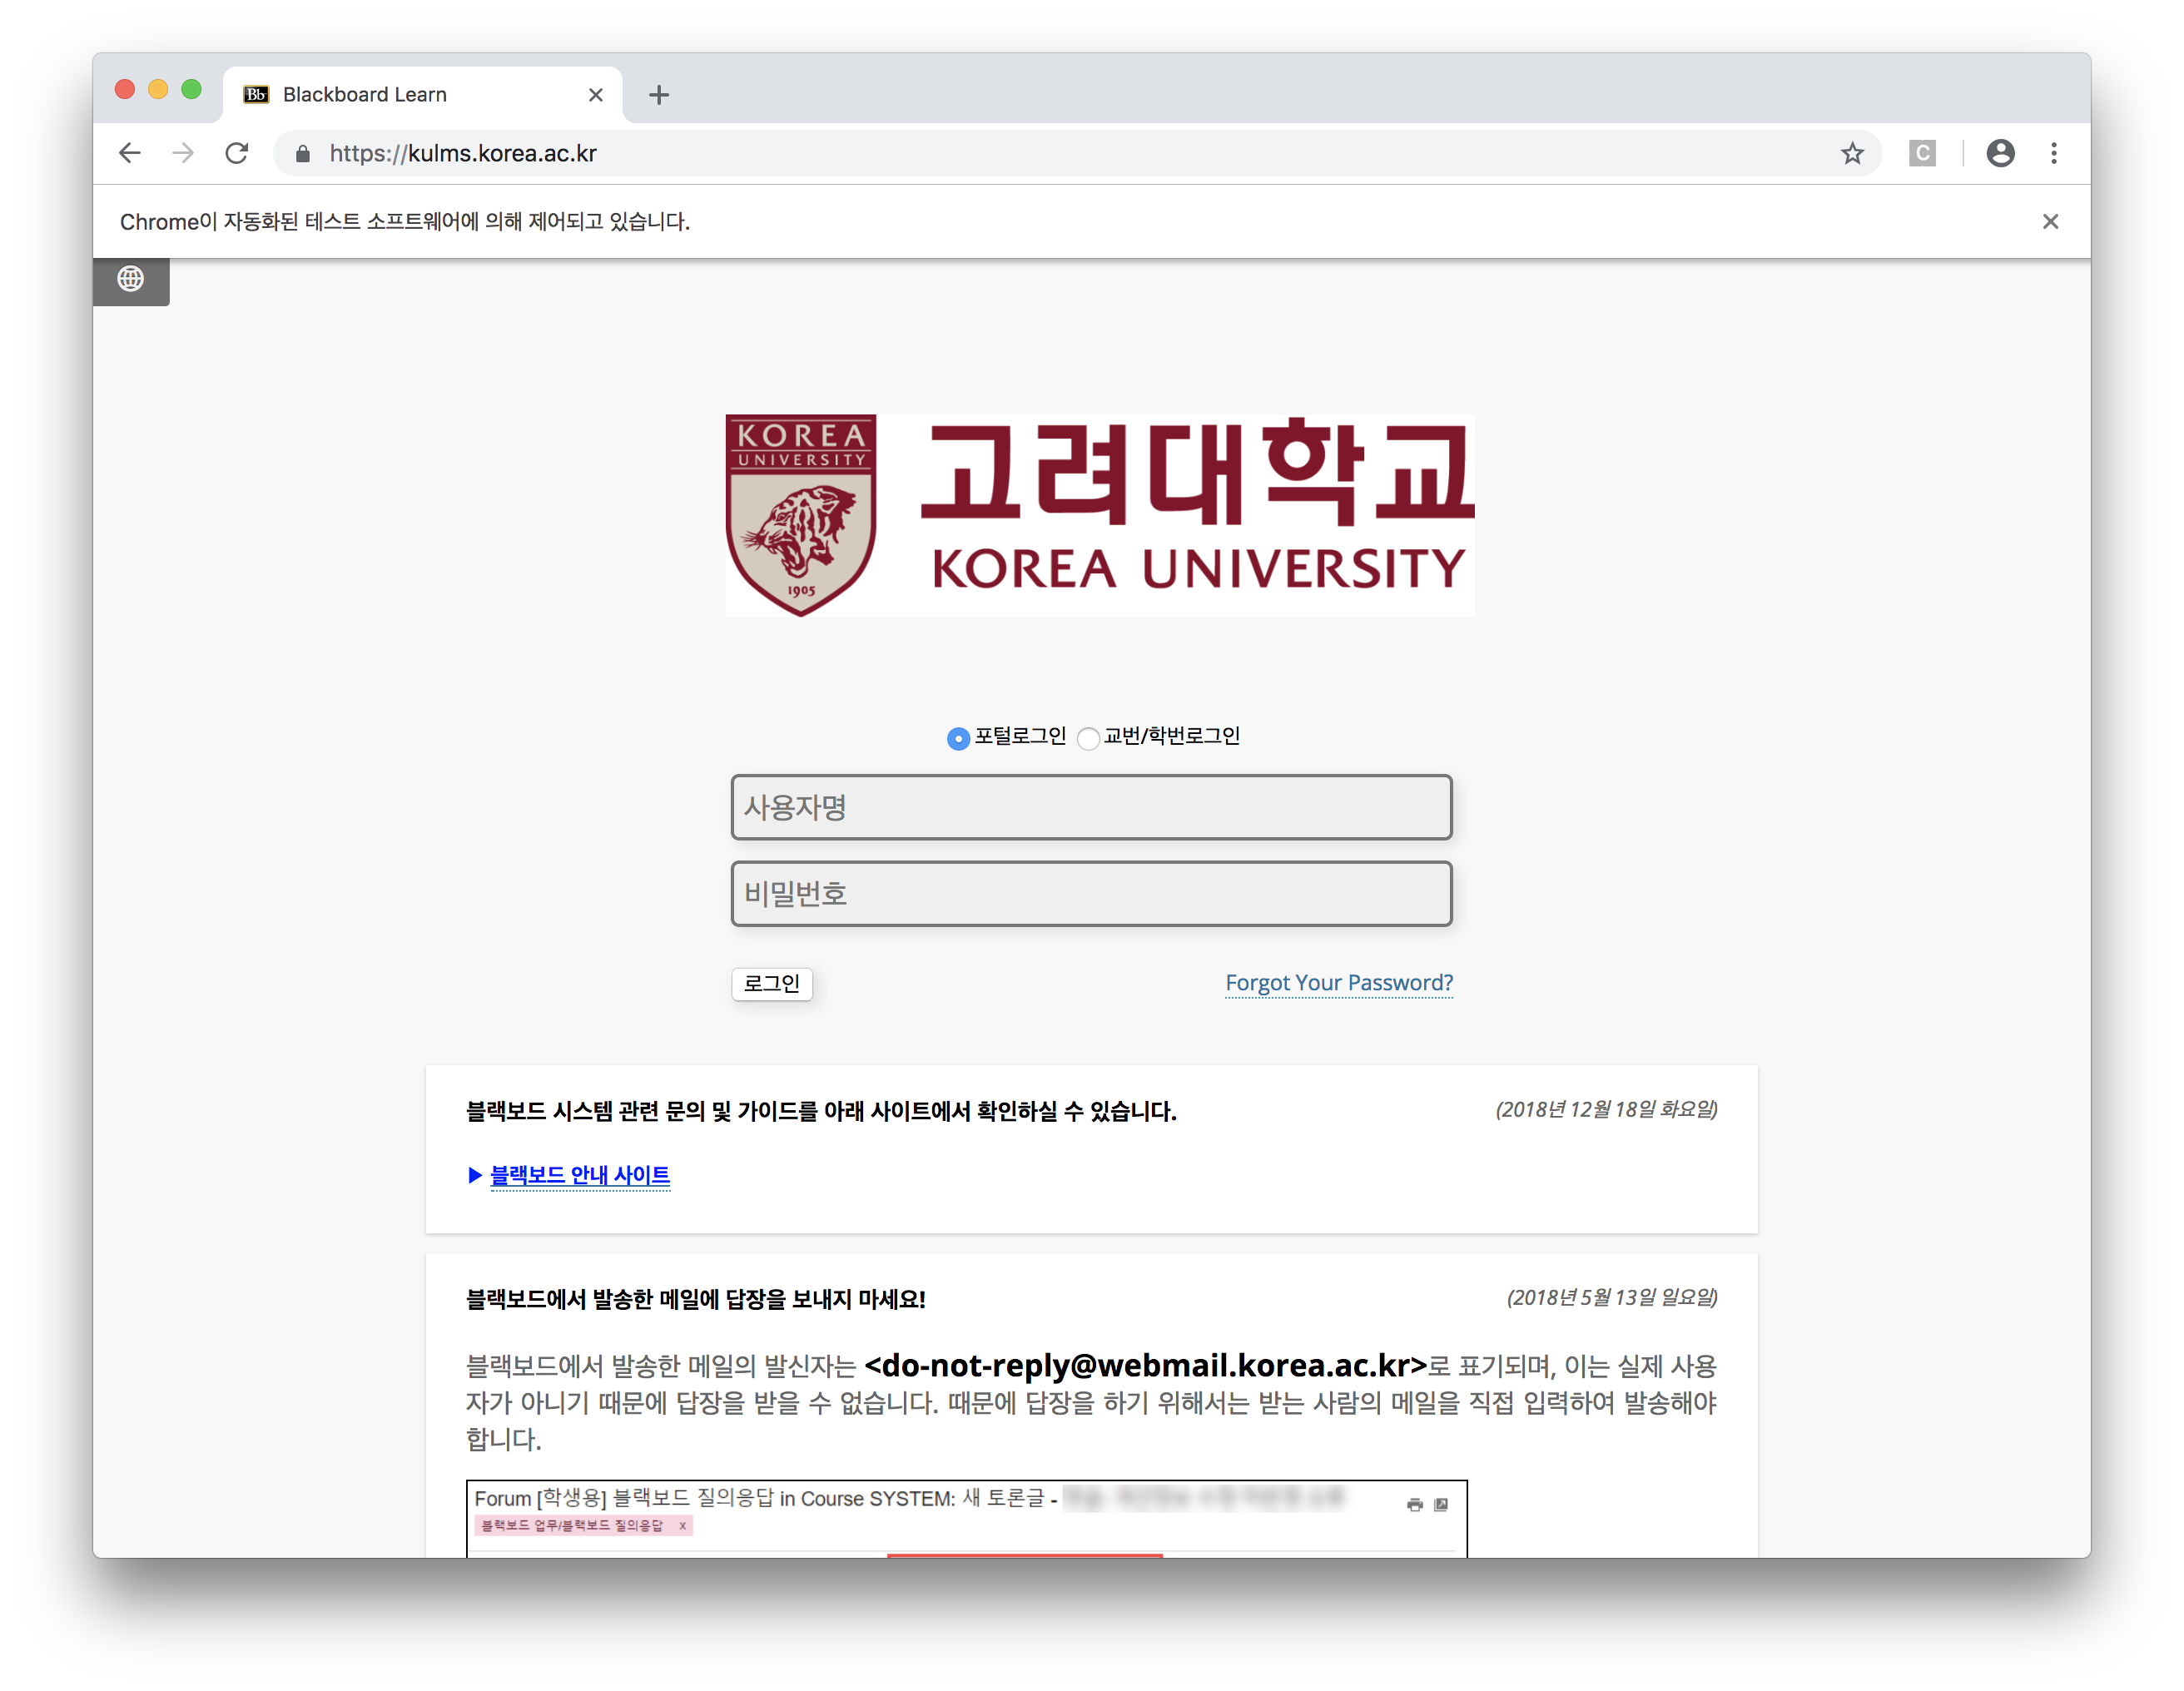 Bb Blackboard Learn
https://kulms.korea.ac.kr
C
Chrome이 자동화된 테스트 소프트웨어에 의해 제어되고 있습니다.
KOREA
UNIVERSITY
1905
고려대학교
KOREA UNIVERSITY
포털로그인 교번/학번로그인
사용자명
비밀번호
로그인 Forgot Your Password?
블랙보드 시스템 관련 문의 및 가이드를 아래 사이트에서 확인하실 수 있습니다. (2018년 12월 18일 화요일)
▶ 블랙보드 안내 사이트
블랙보드에서 발송한 메일에 답장을 보내지 마세요! (2018년 5월 13일 일요일)
블랙보드에서 발송한 메일의 발신자는 <do-not-reply@webmail.korea.ac.kr>로 표기되며, 이는 실제 사용
자가 아니기 때문에 답장을 받을 수 없습니다. 때문에 답장을 하기 위해서는 받는 사람의 메일을 직접 입력하여 발송해야
합니다.
Forum [학생용] 블랙보드 질의응답 in Course SYSTEM: 새 토론글 -
블랙보드 업무/블랙보드 질의응답 x